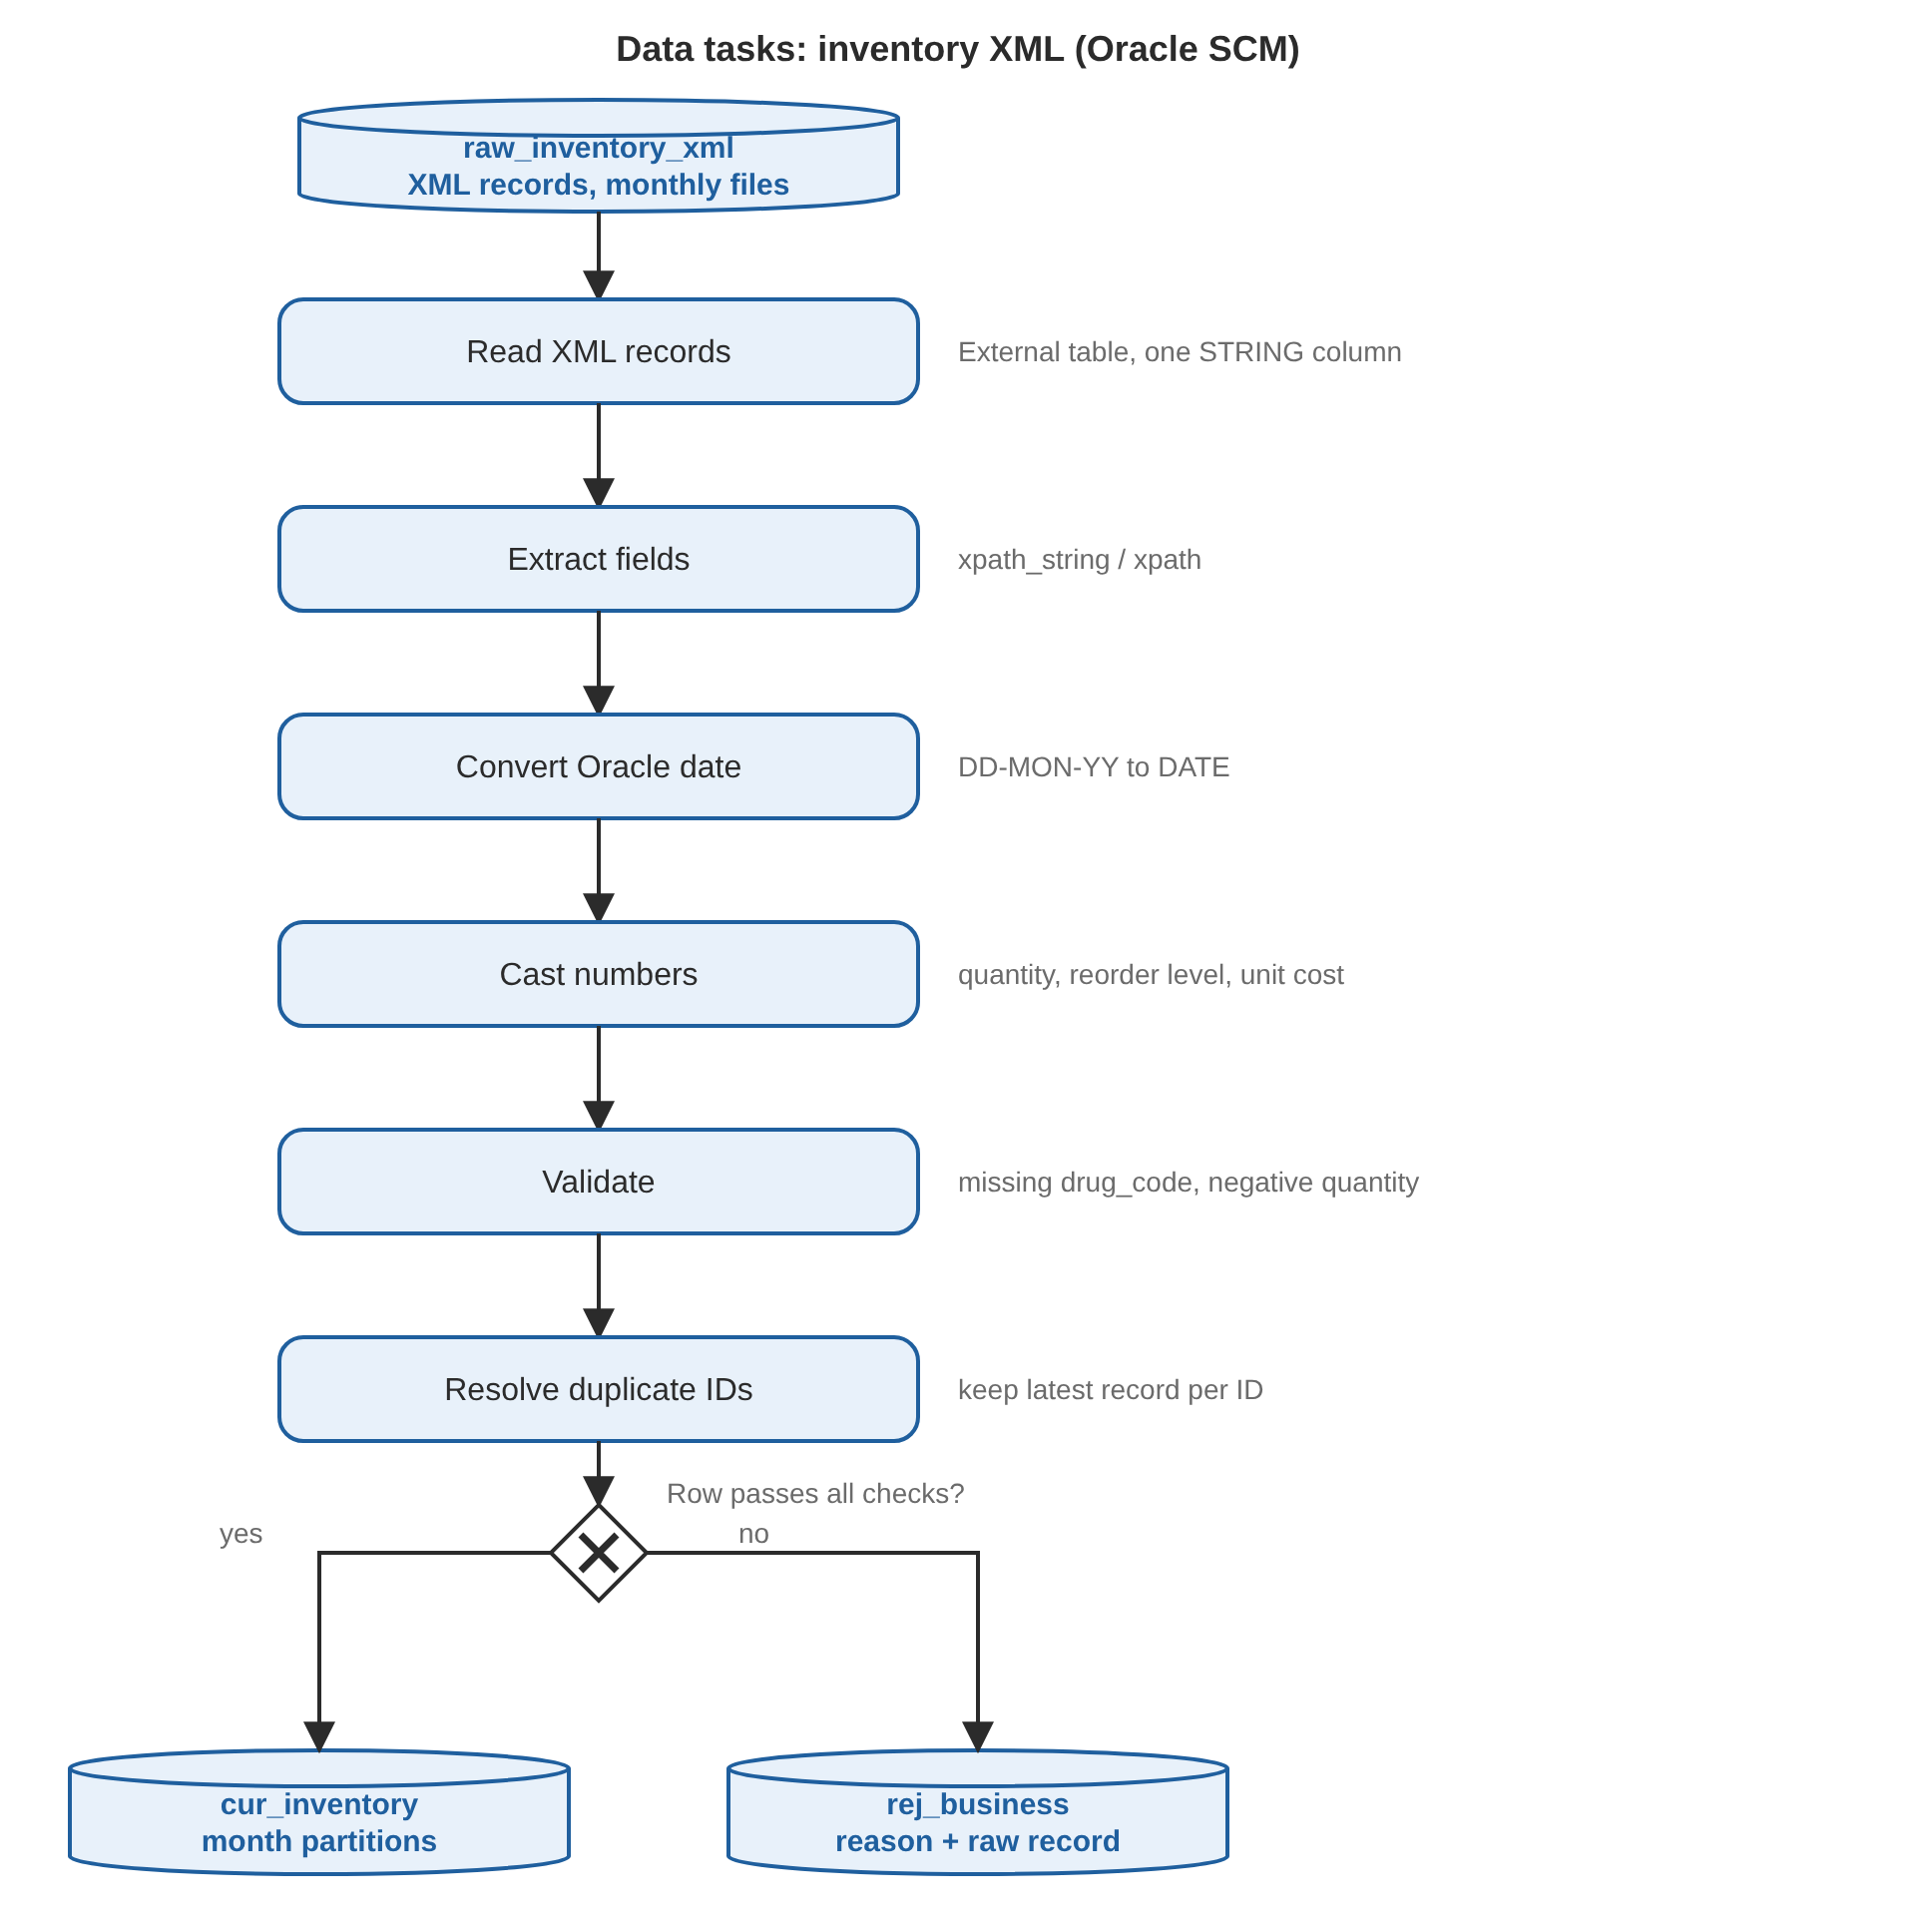 Data tasks: inventory XML (Oracle SCM)
raw_inventory_xml
XML records, monthly files
Read XML records
External table, one STRING column
Extract fields
xpath_string / xpath
Convert Oracle date
DD-MON-YY to DATE
Cast numbers
quantity, reorder level, unit cost
Validate
missing drug_code, negative quantity
Resolve duplicate IDs
keep latest record per ID
Row passes all checks?
yes
no
cur_inventory
month partitions
rej_business
reason + raw record